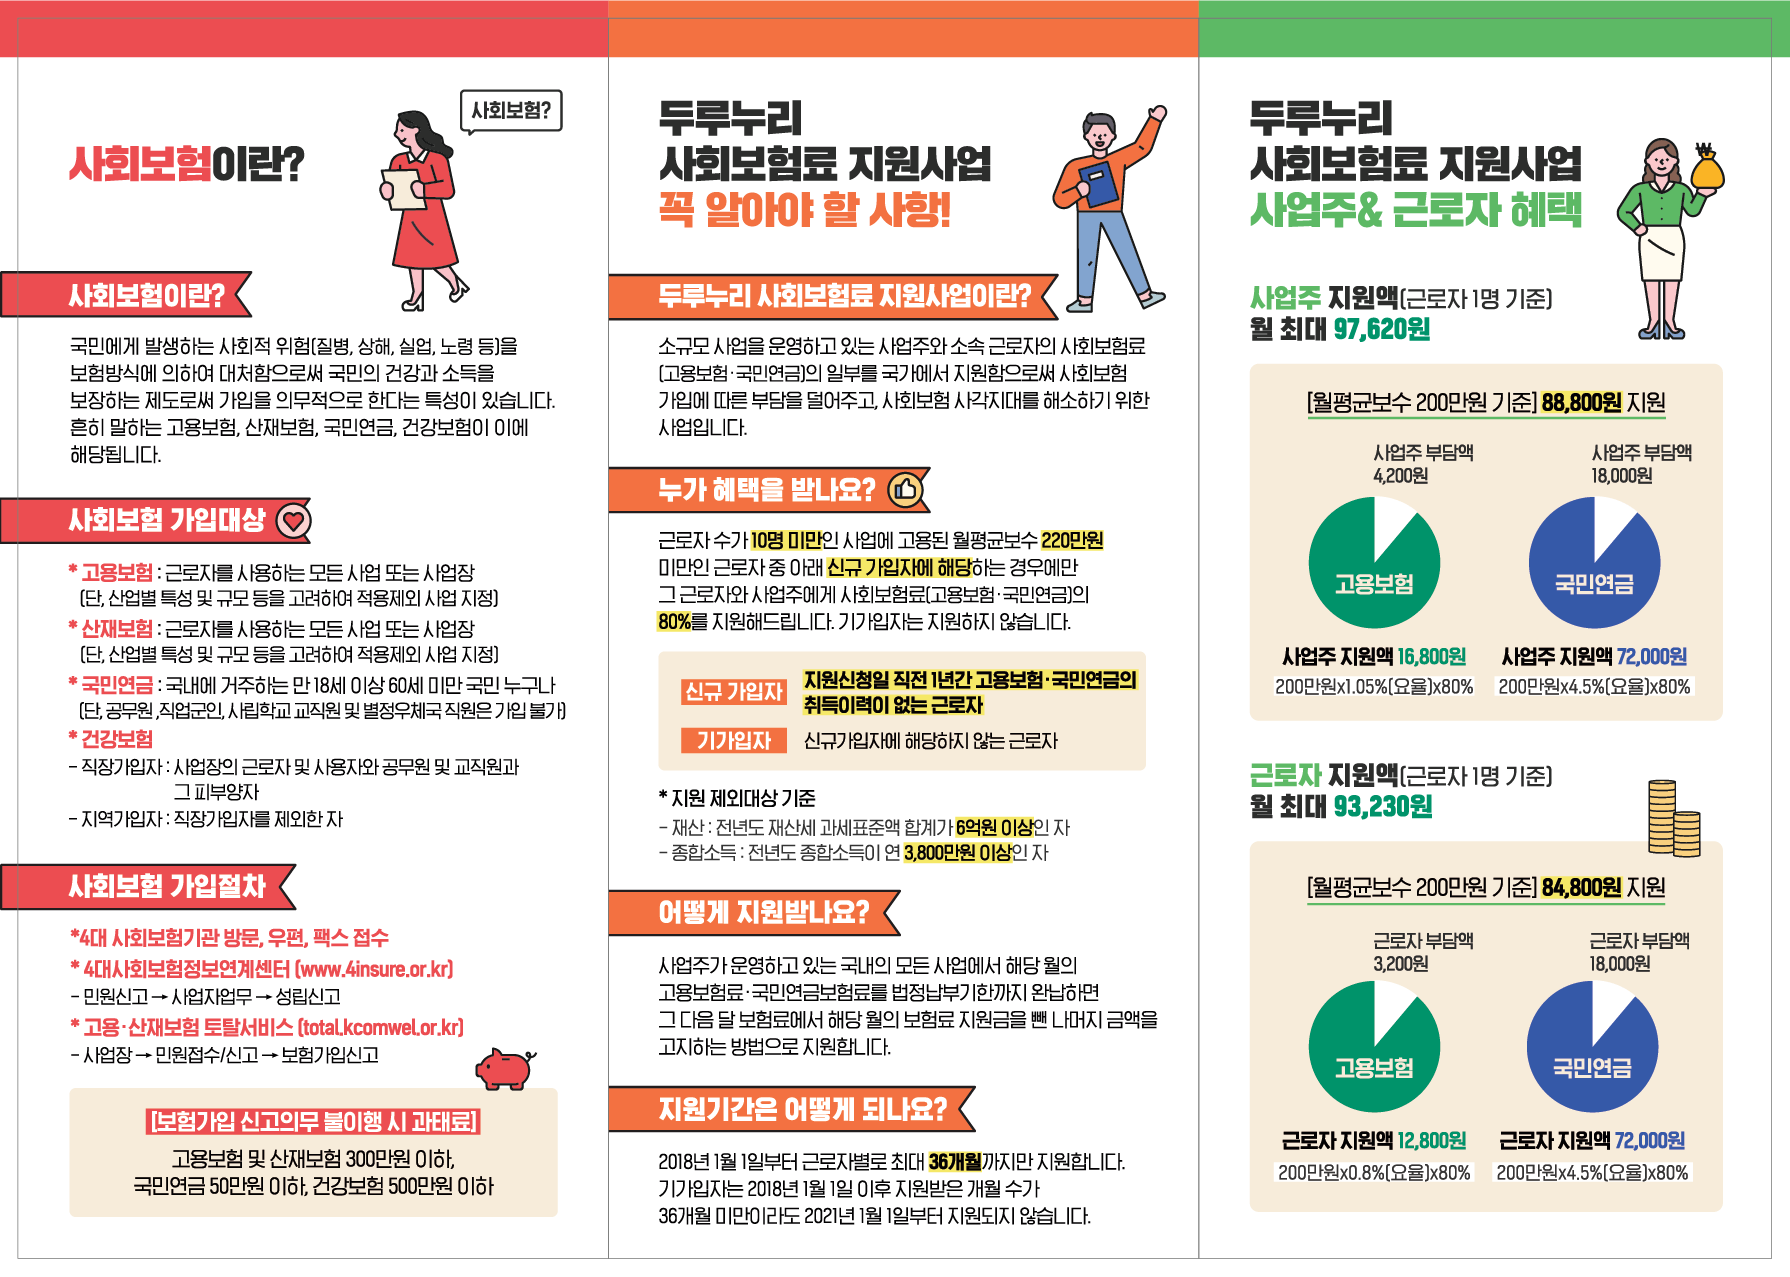 사회보험?
사회보험이란?
사회보험이란?
국민에게 발생하는 사회적 위험(질병, 상해, 실업, 노령 등)을
보험방식에 의하여 대처함으로써 국민의 건강과 소득을
보장하는 제도로써 가입을 의무적으로 한다는 특성이 있습니다.
흔히 말하는 고용보험, 산재보험, 국민연금, 건강보험이 이에
해당됩니다.
사회보험 가입대상
* 고용보험 : 근로자를 사용하는 모든 사업 또는 사업장
(단, 산업별 특성 및 규모 등을 고려하여 적용제외 사업 지정)
* 산재보험 : 근로자를 사용하는 모든 사업 또는 사업장
(단, 산업별 특성 및 규모 등을 고려하여 적용제외 사업 지정)
* 국민연금 : 국내에 거주하는 만 18세 이상 60세 미만 국민 누구나
(단, 공무원 ,직업군인, 사립학교 교직원 및 별정우체국 직원은 가입 불가)
* 건강보험
- 직장가입자 : 사업장의 근로자 및 사용자와 공무원 및 교직원과
그 피부양자
- 지역가입자 : 직장가입자를 제외한 자
사회보험 가입절차
*4대 사회보험기관 방문, 우편, 팩스 접수
* 4대사회보험정보연계센터 (www.4insure.or.kr)
- 민원신고 → 사업자업무 → 성립신고
* 고용·산재보험 토탈서비스 (total.kcomwel.or.kr)
- 사업장 → 민원접수/신고 → 보험가입신고
[보험가입 신고의무 불이행 시 과태료]
고용보험 및 산재보험 300만원 이하,
국민연금 50만원 이하, 건강보험 500만원 이하
두루누리
사회보험료 지원사업
꼭 알아야 할 사항!
두루누리 사회보험료 지원사업이란?
소규모 사업을 운영하고 있는 사업주와 소속 근로자의 사회보험료
(고용보험·국민연금)의 일부를 국가에서 지원함으로써 사회보험
가입에 따른 부담을 덜어주고, 사회보험 사각지대를 해소하기 위한
사업입니다.
누가 혜택을 받나요?
근로자 수가 10명 미만인 사업에 고용된 월평균보수 220만원
미만인 근로자 중 아래 신규 가입자에 해당하는 경우에만
그 근로자와 사업주에게 사회보험료(고용보험·국민연금)의
80%를 지원해드립니다. 기가입자는 지원하지 않습니다.
신규 가입자 지원신청일 직전 1년간 고용보험·국민연금의
취득이력이 없는 근로자
기가입자 신규가입자에 해당하지 않는 근로자
* 지원 제외대상 기준
- 재산 : 전년도 재산세 과세표준액 합계가 6억원 이상인 자
- 종합소득 : 전년도 종합소득이 연 3,800만원 이상인 자
어떻게 지원받나요?
사업주가 운영하고 있는 국내의 모든 사업에서 해당 월의
고용보험료·국민연금보험료를 법정납부기한까지 완납하면
그 다음 달 보험료에서 해당 월의 보험료 지원금을 뺀 나머지 금액을
고지하는 방법으로 지원합니다.
지원기간은 어떻게 되나요?
2018년 1월 1일부터 근로자별로 최대 36개월까지만 지원합니다.
기가입자는 2018년 1월 1일 이후 지원받은 개월 수가
36개월 미만이라도 2021년 1월 1일부터 지원되지 않습니다.
두루누리
사회보험료 지원사업
사업주& 근로자 혜택
₩
사업주 지원액(근로자 1명 기준)
월 최대 97,620원
[월평균보수 200만원 기준] 88,800원 지원
사업주 부담액
4,200원
고용보험
사업주 지원액 16,800원
200만원x1.05%(요율)x80%
사업주 부담액
18,000원
국민연금
사업주 지원액 72,000원
200만원x4.5%(요율)x80%
근로자 지원액(근로자 1명 기준)
월 최대 93,230원
[월평균보수 200만원 기준] 84,800원 지원
근로자 부담액
3,200원
고용보험
근로자 지원액 12,800원
200만원x0.8%(요율)x80%
근로자 부담액
18,000원
국민연금
근로자 지원액 72,000원
200만원x4.5%(요율)x80%